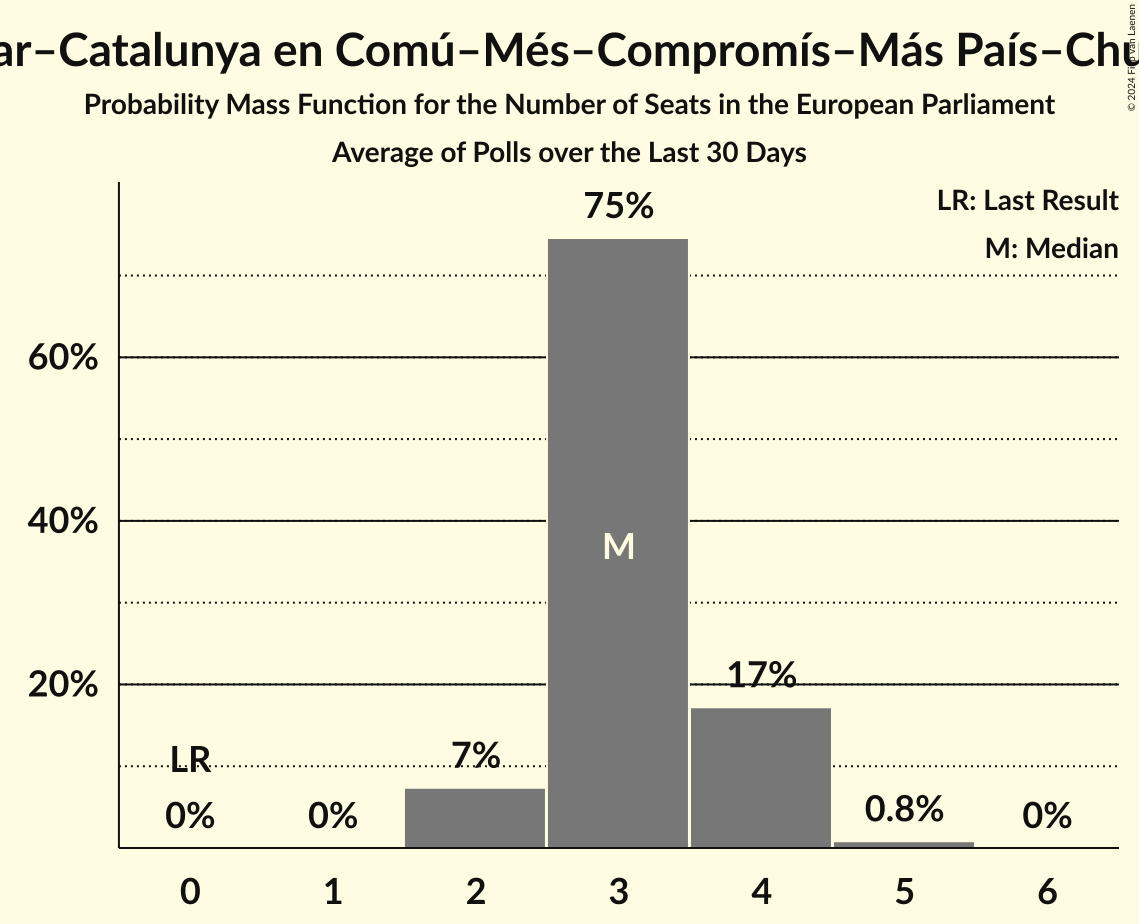 ar–Catalunya en Comú–Més–Compromís–Más País–Chu
© 2024 Filip van Laenen
Probability Mass Function for the Number of Seats in the European Parliament
Average of Polls over the Last 30 Days
LR: Last Result
M: Median
75%
60%
40%
M
20%
17%
LR
7%
0%
0%
0.8%
0%
0 1 2 3 4 5 6